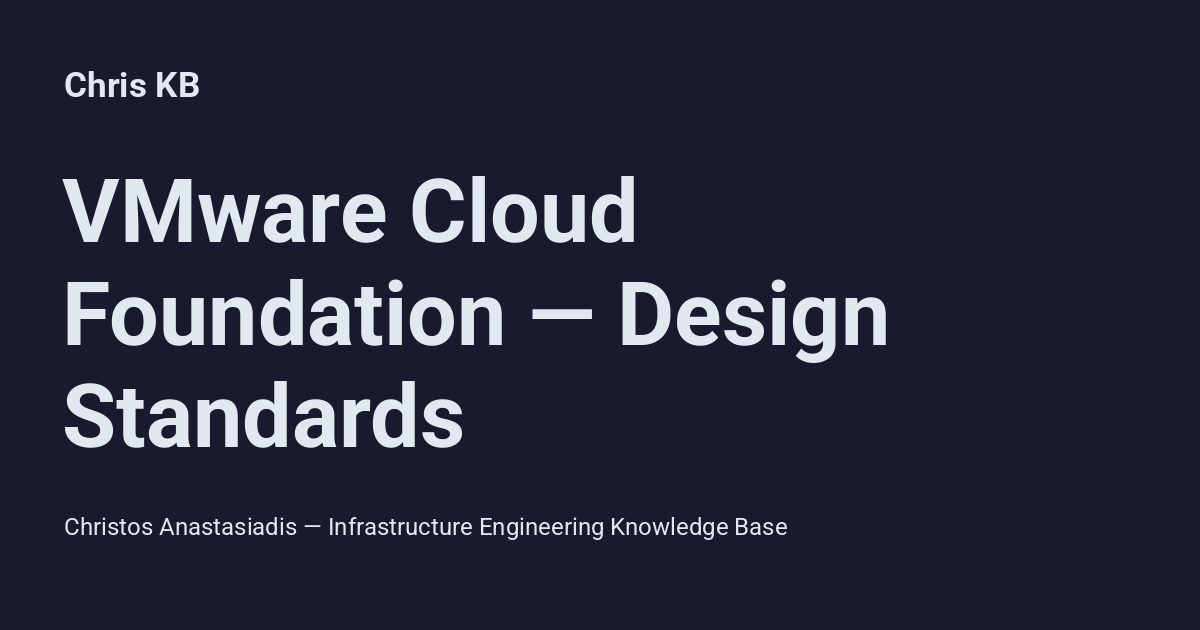 Chris KB
VMware Cloud
Foundation — Design
Standards
Christos Anastasiadis — Infrastructure Engineering Knowledge Base